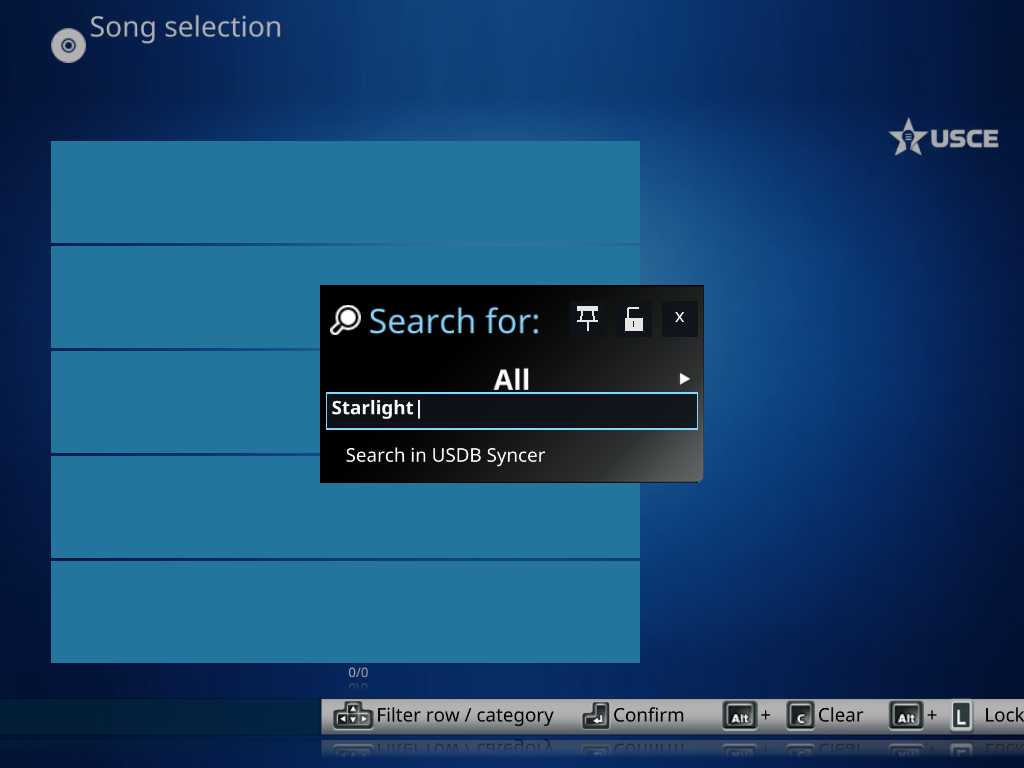 Song selection
USCE
Search for:
x
All
Starlight|
Search in USDB Syncer
0/0
Filter row / category Confirm Alt + C Clear Alt + L Lock